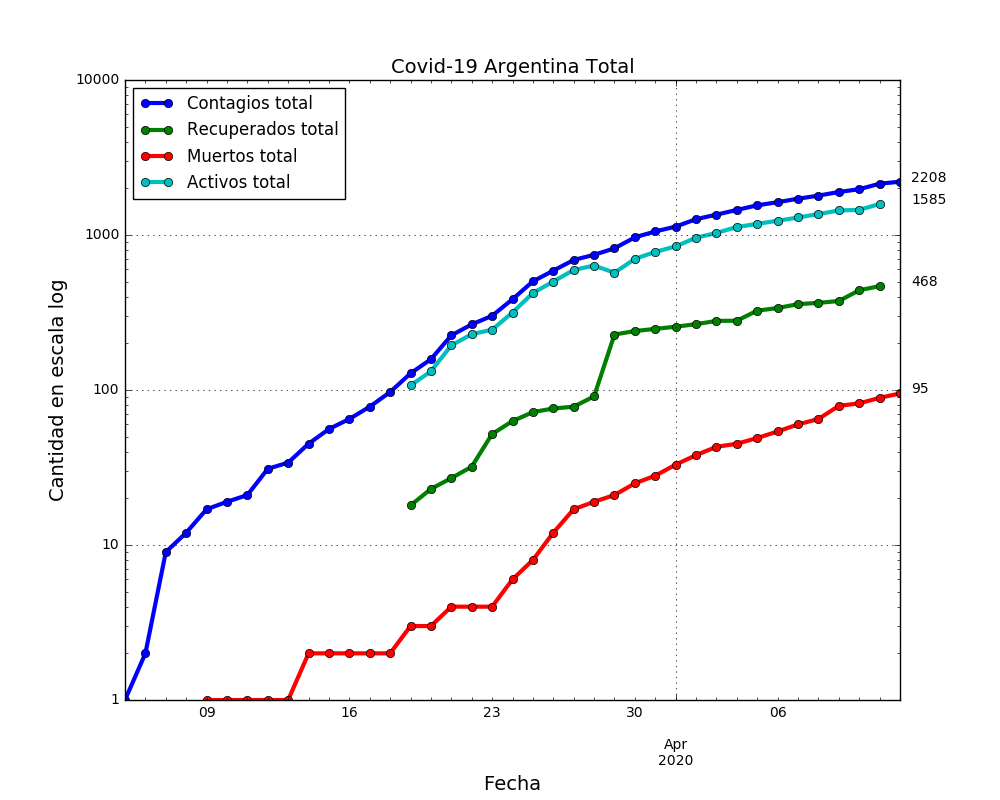 Covid-19 Argentina Total
Contagios total
Recuperados total
Muertos total
Activos total
Cantidad en escala log
10000
1000
100
10
1
2208
1585
468
95
09
16
23
30
06
Apr
2020
Fecha